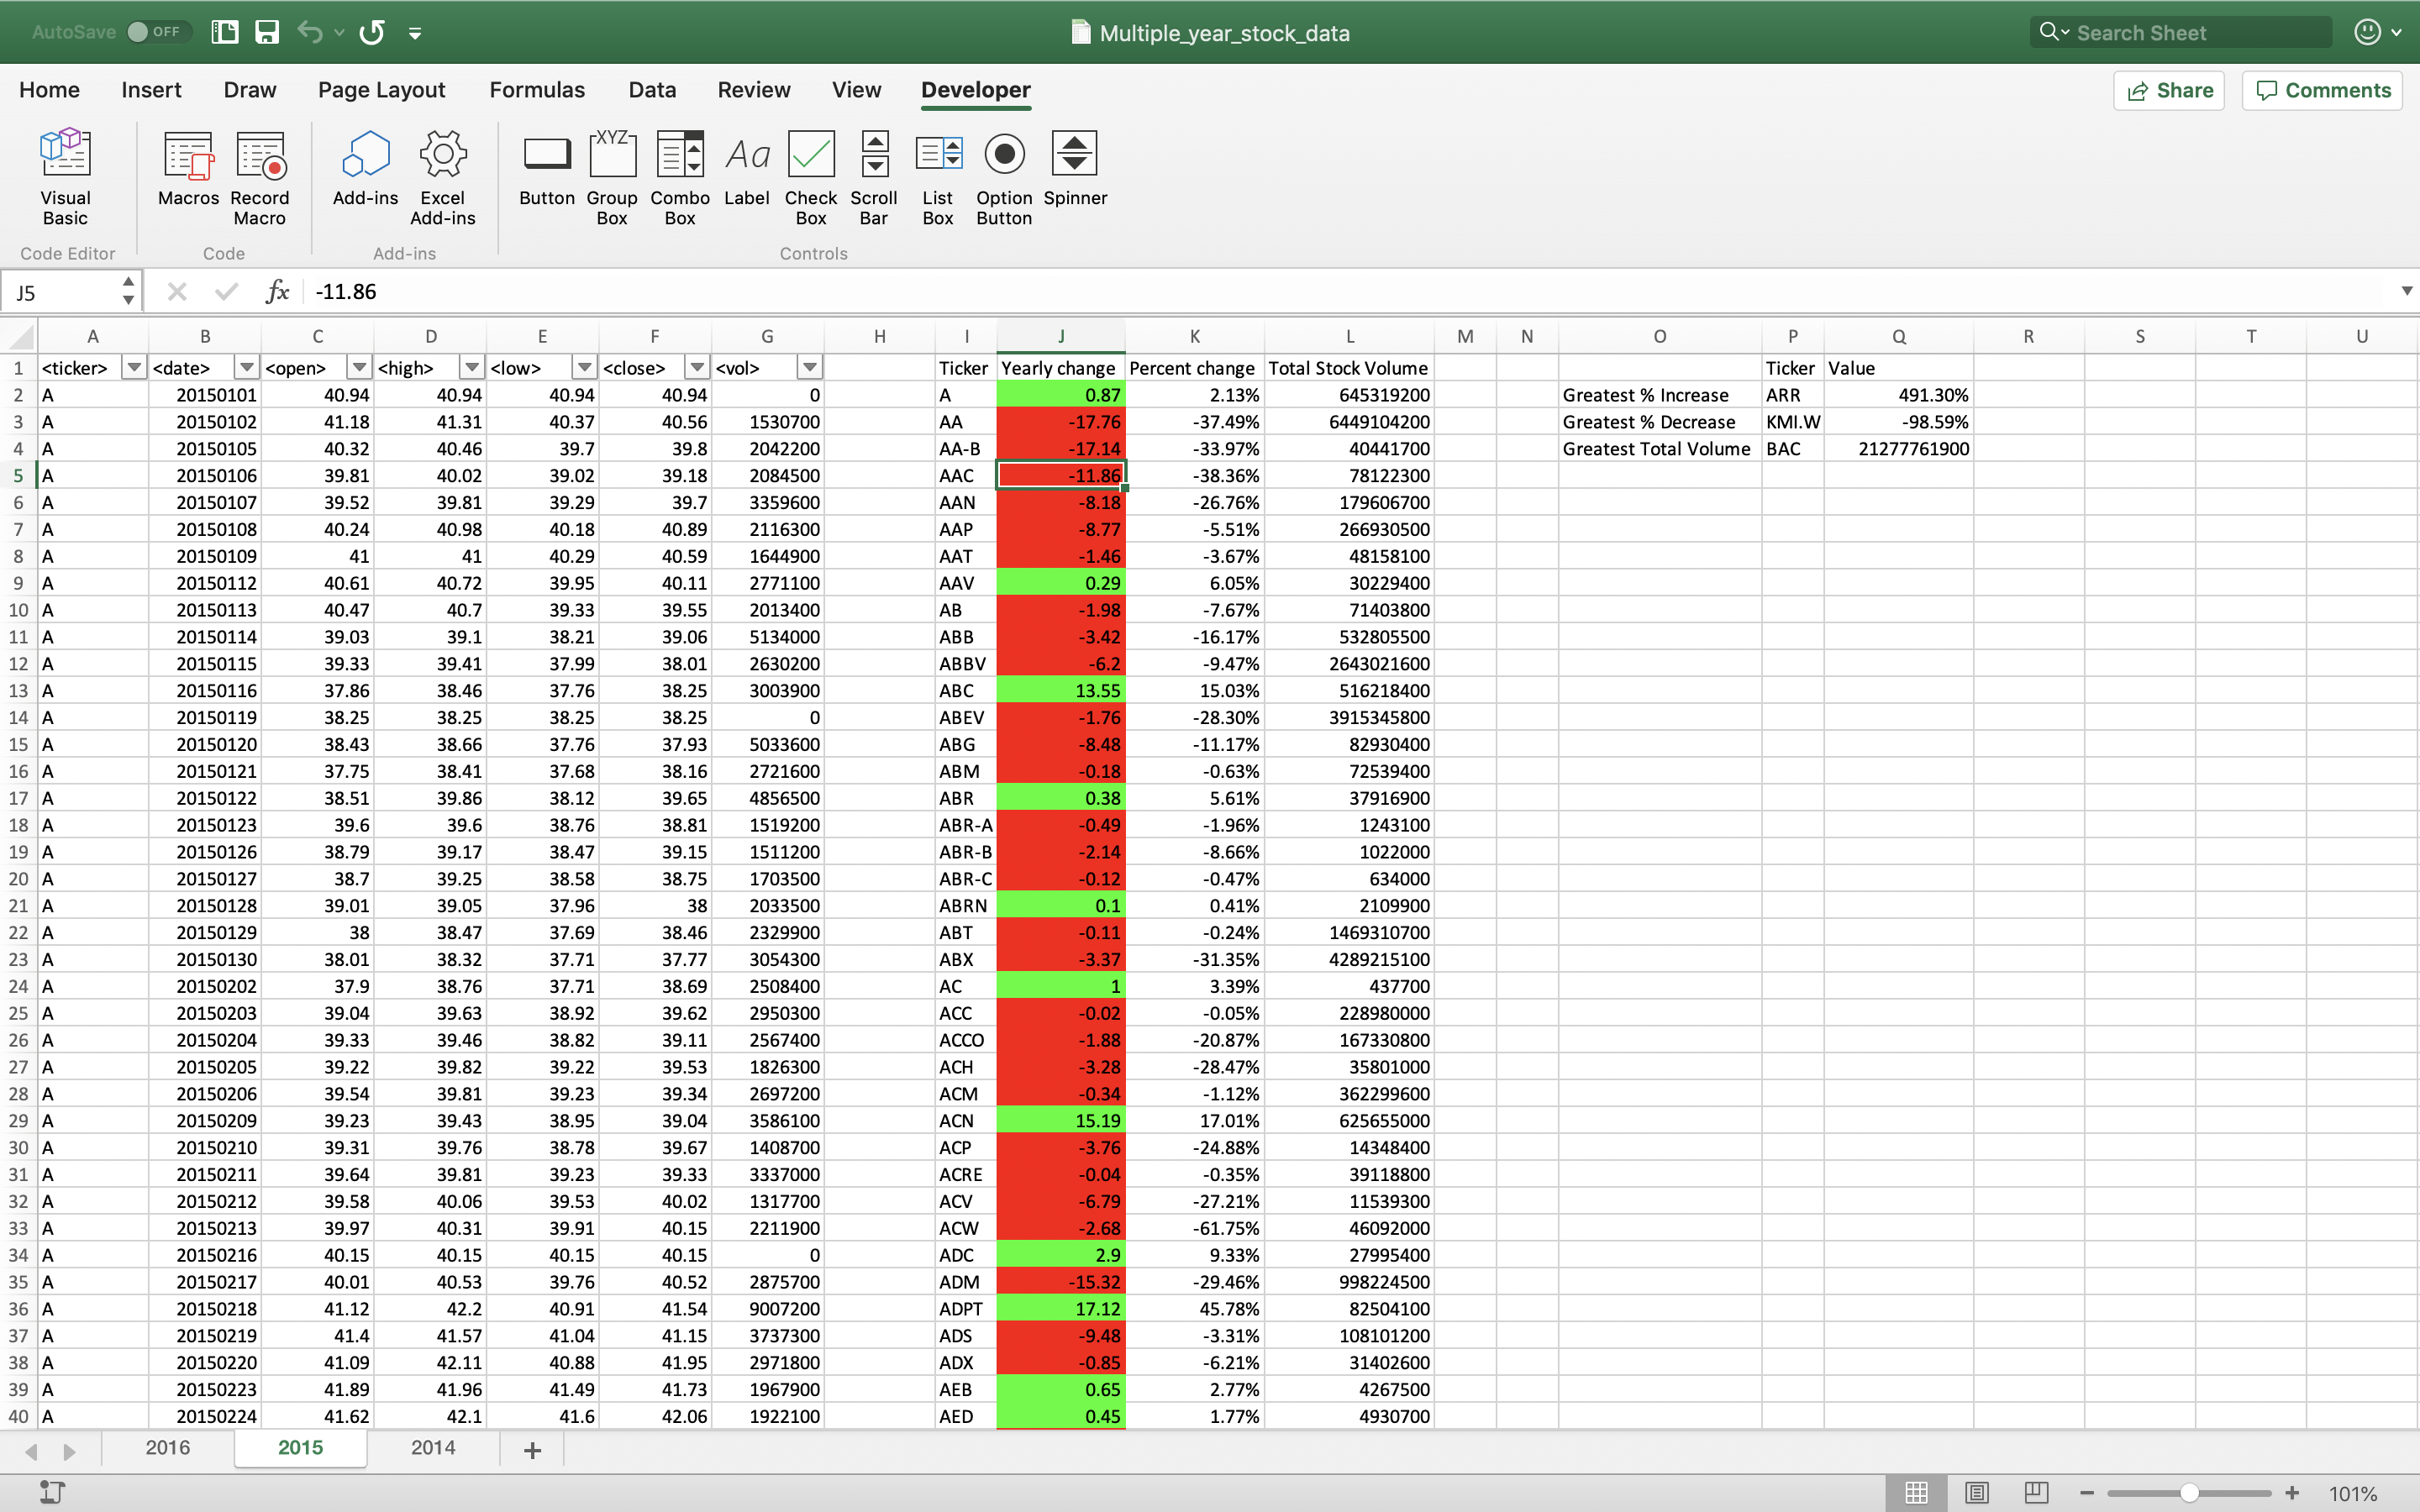 AutoSave OFF Multiple_year_stock_data Search Sheet
Home Insert Draw Page Layout Formulas Data Review View Developer Share Comments
Visual Basic Macros Record Macro Add-ins Excel Add-ins Button Group Box Combo Box Label Check Box Scroll Bar List Box Option Button Spinner
XYZ Aa
Code Editor Code Add-ins Controls
J5 fx -11.86
A B C D E F G H I J K L M N O P Q R S T U
1 <ticker> <date> <open> <high> <low> <close> <vol> Ticker Yearly change Percent change Total Stock Volume Ticker Value
2 A 20150101 40.94 40.94 40.94 40.94 0 A 0.87 2.13% 645319200 Greatest % Increase ARR 491.30%
3 A 20150102 41.18 41.31 40.37 40.56 1530700 AA -17.76 -37.49% 6449104200 Greatest % Decrease KMI.W -98.59%
4 A 20150105 40.32 40.46 39.7 39.8 2042200 AA-B -17.14 -33.97% 40441700 Greatest Total Volume BAC 21277761900
5 A 20150106 39.81 40.02 39.02 39.18 2084500 AAC -11.86 -38.36% 78122300
6 A 20150107 39.52 39.81 39.29 39.7 3359600 AAN -8.18 -26.76% 179606700
7 A 20150108 40.24 40.98 40.18 40.89 2116300 AAP -8.77 -5.51% 266930500
8 A 20150109 41 41 40.29 40.59 1644900 AAT -1.46 -3.67% 48158100
9 A 20150112 40.61 40.72 39.95 40.11 2771100 AAV 0.29 6.05% 30229400
10 A 20150113 40.47 40.7 39.33 39.55 2013400 AB -1.98 -7.67% 71403800
11 A 20150114 39.03 39.1 38.21 39.06 5134000 ABB -3.42 -16.17% 532805500
12 A 20150115 39.33 39.41 37.99 38.01 2630200 ABBV -6.2 -9.47% 2643021600
13 A 20150116 37.86 38.46 37.76 38.25 3003900 ABC 13.55 15.03% 516218400
14 A 20150119 38.25 38.25 38.25 38.25 0 ABEV -1.76 -28.30% 3915345800
15 A 20150120 38.43 38.66 37.76 37.93 5033600 ABG -8.48 -11.17% 82930400
16 A 20150121 37.75 38.41 37.68 38.16 2721600 ABM -0.18 -0.63% 72539400
17 A 20150122 38.51 39.86 38.12 39.65 4856500 ABR 0.38 5.61% 37916900
18 A 20150123 39.6 39.6 38.76 38.81 1519200 ABR-A -0.49 -1.96% 1243100
19 A 20150126 38.79 39.17 38.47 39.15 1511200 ABR-B -2.14 -8.66% 1022000
20 A 20150127 38.7 39.25 38.58 38.75 1703500 ABR-C -0.12 -0.47% 634000
21 A 20150128 39.01 39.05 37.96 38 2033500 ABRN 0.1 0.41% 2109900
22 A 20150129 38 38.47 37.69 38.46 2329900 ABT -0.11 -0.24% 1469310700
23 A 20150130 38.01 38.32 37.71 37.77 3054300 ABX -3.37 -31.35% 4289215100
24 A 20150202 37.9 38.76 37.71 38.69 2508400 AC 1 3.39% 437700
25 A 20150203 39.04 39.63 38.92 39.62 2950300 ACC -0.02 -0.05% 228980000
26 A 20150204 39.33 39.46 38.82 39.11 2567400 ACCO -1.88 -20.87% 167330800
27 A 20150205 39.22 39.82 39.22 39.53 1826300 ACH -3.28 -28.47% 35801000
28 A 20150206 39.54 39.81 39.23 39.34 2697200 ACM -0.34 -1.12% 362299600
29 A 20150209 39.23 39.43 38.95 39.04 3586100 ACN 15.19 17.01% 625655000
30 A 20150210 39.31 39.76 38.78 39.67 1408700 ACP -3.76 -24.88% 14348400
31 A 20150211 39.64 39.81 39.23 39.33 3337000 ACRE -0.04 -0.35% 39118800
32 A 20150212 39.58 40.06 39.53 40.02 1317700 ACV -6.79 -27.21% 11539300
33 A 20150213 39.97 40.31 39.91 40.15 2211900 ACW -2.68 -61.75% 46092000
34 A 20150216 40.15 40.15 40.15 40.15 0 ADC 2.9 9.33% 27995400
35 A 20150217 40.01 40.53 39.76 40.52 2875700 ADM -15.32 -29.46% 998224500
36 A 20150218 41.12 42.2 40.91 41.54 9007200 ADPT 17.12 45.78% 82504100
37 A 20150219 41.4 41.57 41.04 41.15 3737300 ADS -9.48 -3.31% 108101200
38 A 20150220 41.09 42.11 40.88 41.95 2971800 ADX -0.85 -6.21% 31402600
39 A 20150223 41.89 41.96 41.49 41.73 1967900 AEB 0.65 2.77% 4267500
40 A 20150224 41.62 42.1 41.6 42.06 1922100 AED 0.45 1.77% 4930700
2016 2015 2014 +
101%